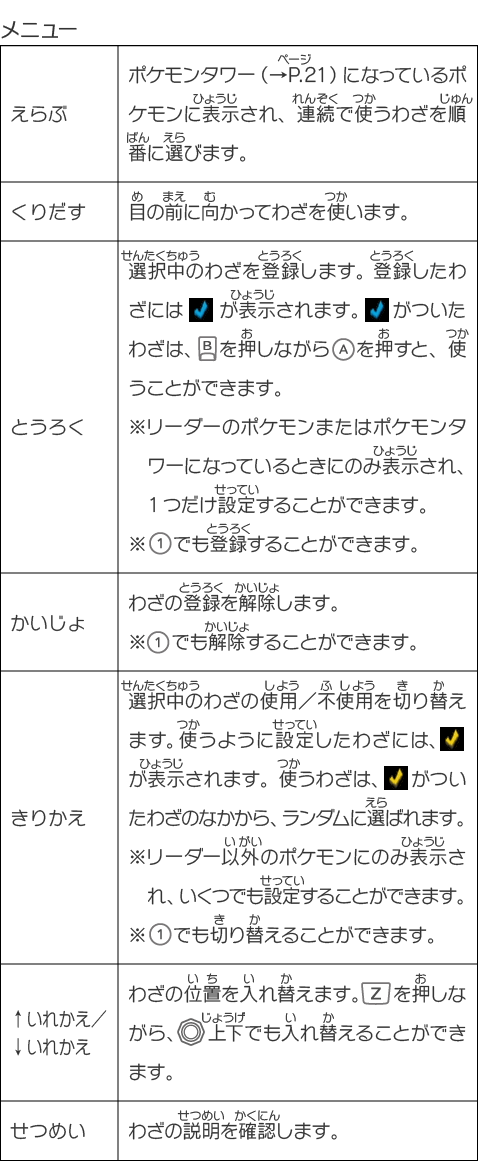 メニュー
えらぶ
ポケモンタワー（→P.21）になっているポ
ケモンに表示され、連続で使うわざを順
番に選びます。
くりだす
目の前に向かってわざを使います。
とうろく
選択中のわざを登録します。登録したわ
ざには が表示されます。 がついた
わざは、Bを押しながらAを押すと、使
うことができます。
※リーダーのポケモンまたはポケモンタ
ワーになっているときにのみ表示され、
1つだけ設定することができます。
※①でも登録することができます。
かいじょ
わざの登録を解除します。
※①でも解除することができます。
きりかえ
選択中のわざの使用／不使用を切り替え
ます。使うように設定したわざには、
が表示されます。使うわざは、 がつい
たわざのなかから、ランダムに選ばれます。
※リーダー以外のポケモンにのみ表示さ
れ、いくつでも設定することができます。
※①でも切り替えることができます。
↑いれかえ／
↓いれかえ
わざの位置を入れ替えます。Zを押しな
がら、◎上下でも入れ替えることができ
ます。
せつめい
わざの説明を確認します。